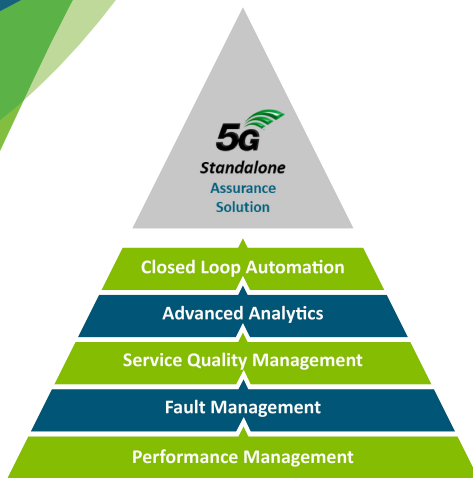 5G
Standalone
Assurance
Solution
Closed Loop Automation
Advanced Analytics
Service Quality Management
Fault Management
Performance Management